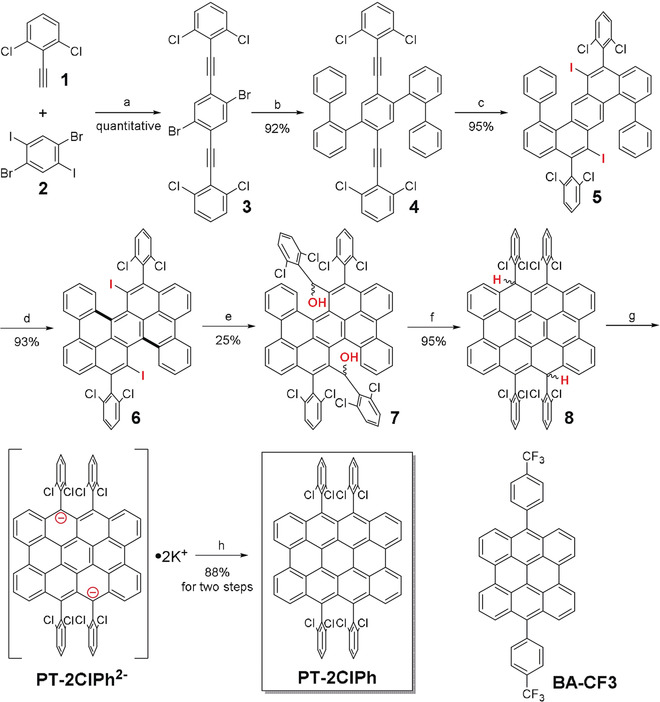 Cl Cl
1
+
I Br
Br I
2
a
quantitative
Cl Cl
Br
Br
Cl Cl
3
b
92%
Cl Cl
Cl Cl
4
c
95%
Cl Cl
I
I
Cl Cl
5
d
93%
Cl Cl
I
I
Cl Cl
6
e
25%
Cl Cl Cl Cl
OH
OH
Cl Cl Cl Cl
7
f
95%
Cl Cl Cl Cl
H
H
Cl Cl Cl Cl
8
g
Cl Cl Cl Cl
−
−
Cl Cl Cl Cl
•2K+
PT-2ClPh2-
h
88%
for two steps
Cl Cl Cl Cl
Cl Cl Cl Cl
PT-2ClPh
CF3
CF3
BA-CF3